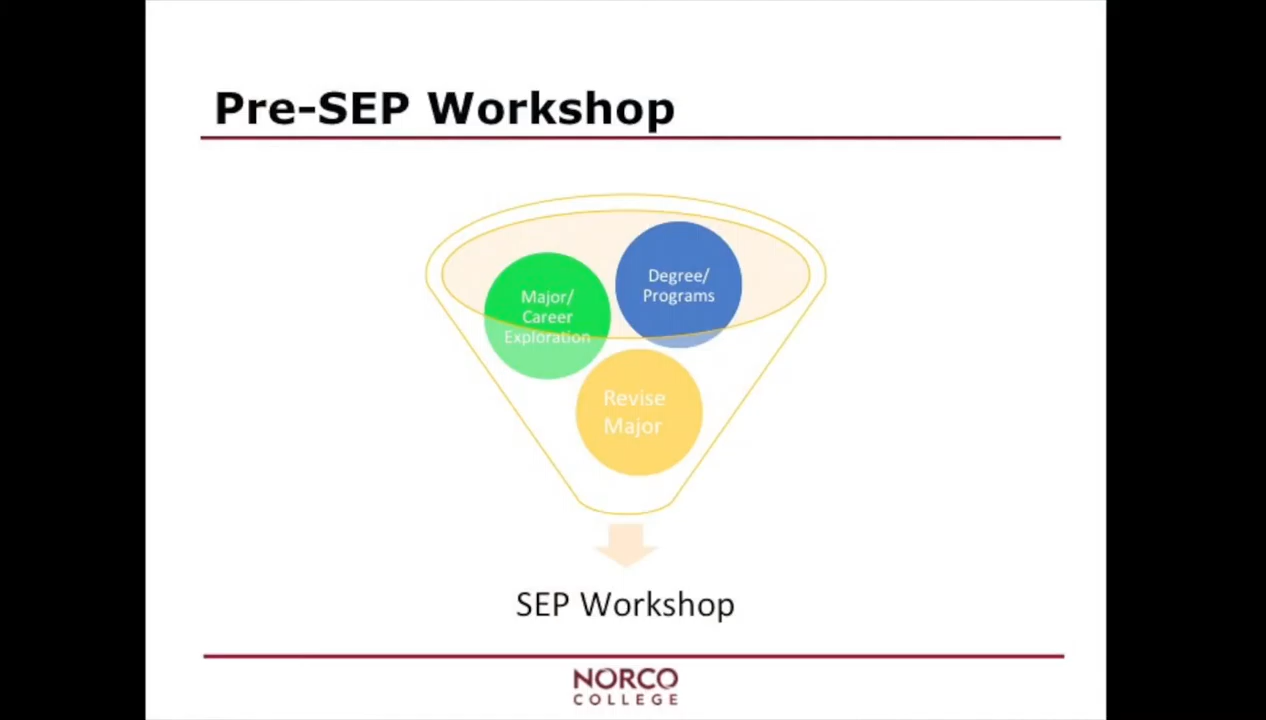 Pre-SEP Workshop
Major/
Career
Exploration
Degree/
Programs
Revise
Major
SEP Workshop
NORCO
COLLEGE